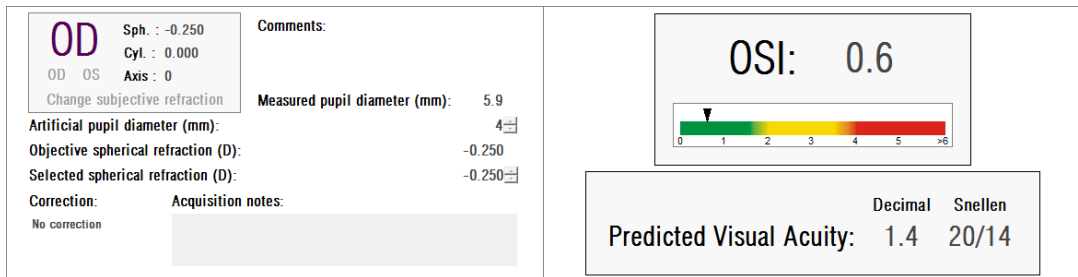 OD Sph. : -0.250
Cyl. : 0.000
OD OS Axis : 0
Change subjective refraction
Comments:
Measured pupil diameter (mm): 5.9
Artificial pupil diameter (mm): 4
Objective spherical refraction (D): -0.250
Selected spherical refraction (D): -0.250
Correction: Acquisition notes:
No correction
OSI: 0.6
0 1 2 3 4 5 >6
Decimal Snellen
Predicted Visual Acuity: 1.4 20/14